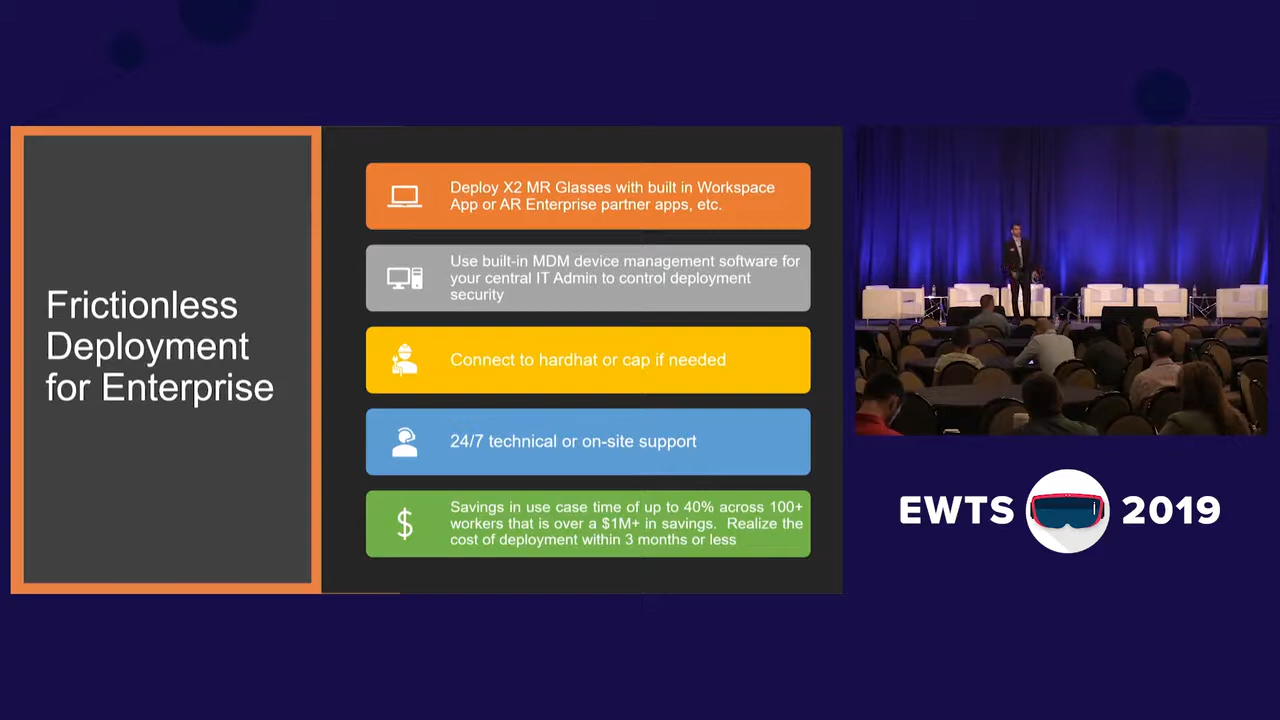 Frictionless
Deployment
for Enterprise
Deploy X2 MR Glasses with built in Workspace
App or AR Enterprise partner apps, etc.
Use built-in MDM device management software for
your central IT Admin to control deployment
security
Connect to hardhat or cap if needed
24/7 technical or on-site support
Savings in use case time of up to 40% across 100+
workers that is over a $1M+ in savings. Realize the
cost of deployment within 3 months or less
EWTS 2019